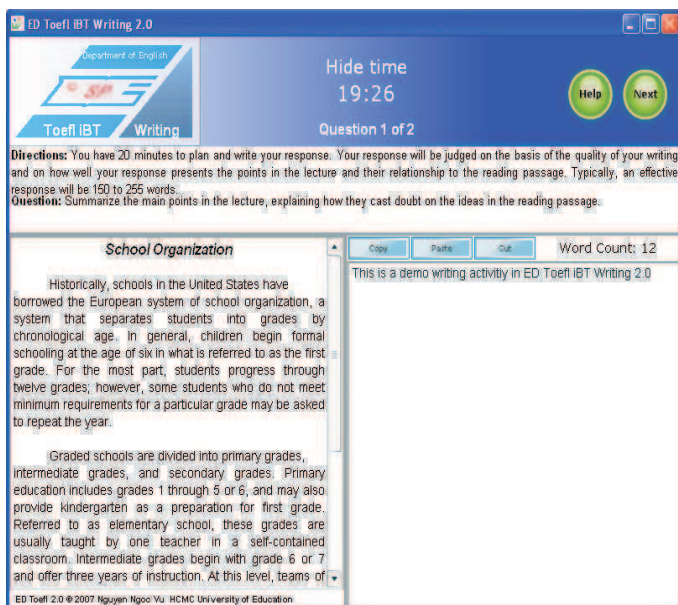 ED Toefl iBT Writing 2.0
Department of English
SP
Toefl iBT Writing
Hide time
19:26
Question 1 of 2
Help
Next
Directions: You have 20 minutes to plan and write your response. Your response will be judged on the basis of the quality of your writing
and on how well your response presents the points in the lecture and their relationship to the reading passage. Typically, an effective
response will be 150 to 255 words.
Question: Summarize the main points in the lecture, explaining how they cast doubt on the ideas in the reading passage.
School Organization
Historically, schools in the United States have
borrowed the European system of school organization, a
system that separates students into grades by
chronological age. In general, children begin formal
schooling at the age of six in what is referred to as the first
grade. For the most part, students progress through
twelve grades; however, some students who do not meet
minimum requirements for a particular grade may be asked
to repeat the year.
Graded schools are divided into primary grades,
intermediate grades, and secondary grades. Primary
education includes grades 1 through 5 or 6, and may also
provide kindergarten as a preparation for first grade.
Referred to as elementary school, these grades are
usually taught by one teacher in a self-contained
classroom. Intermediate grades begin with grade 6 or 7
and offer three years of instruction. At this level, teams of
ED Toefl 2.0 © 2007 Nguyen Ngoc Vu HCMC University of Education
Copy
Paste
Cut
Word Count: 12
This is a demo writing activitiy in ED Toefl iBT Writing 2.0